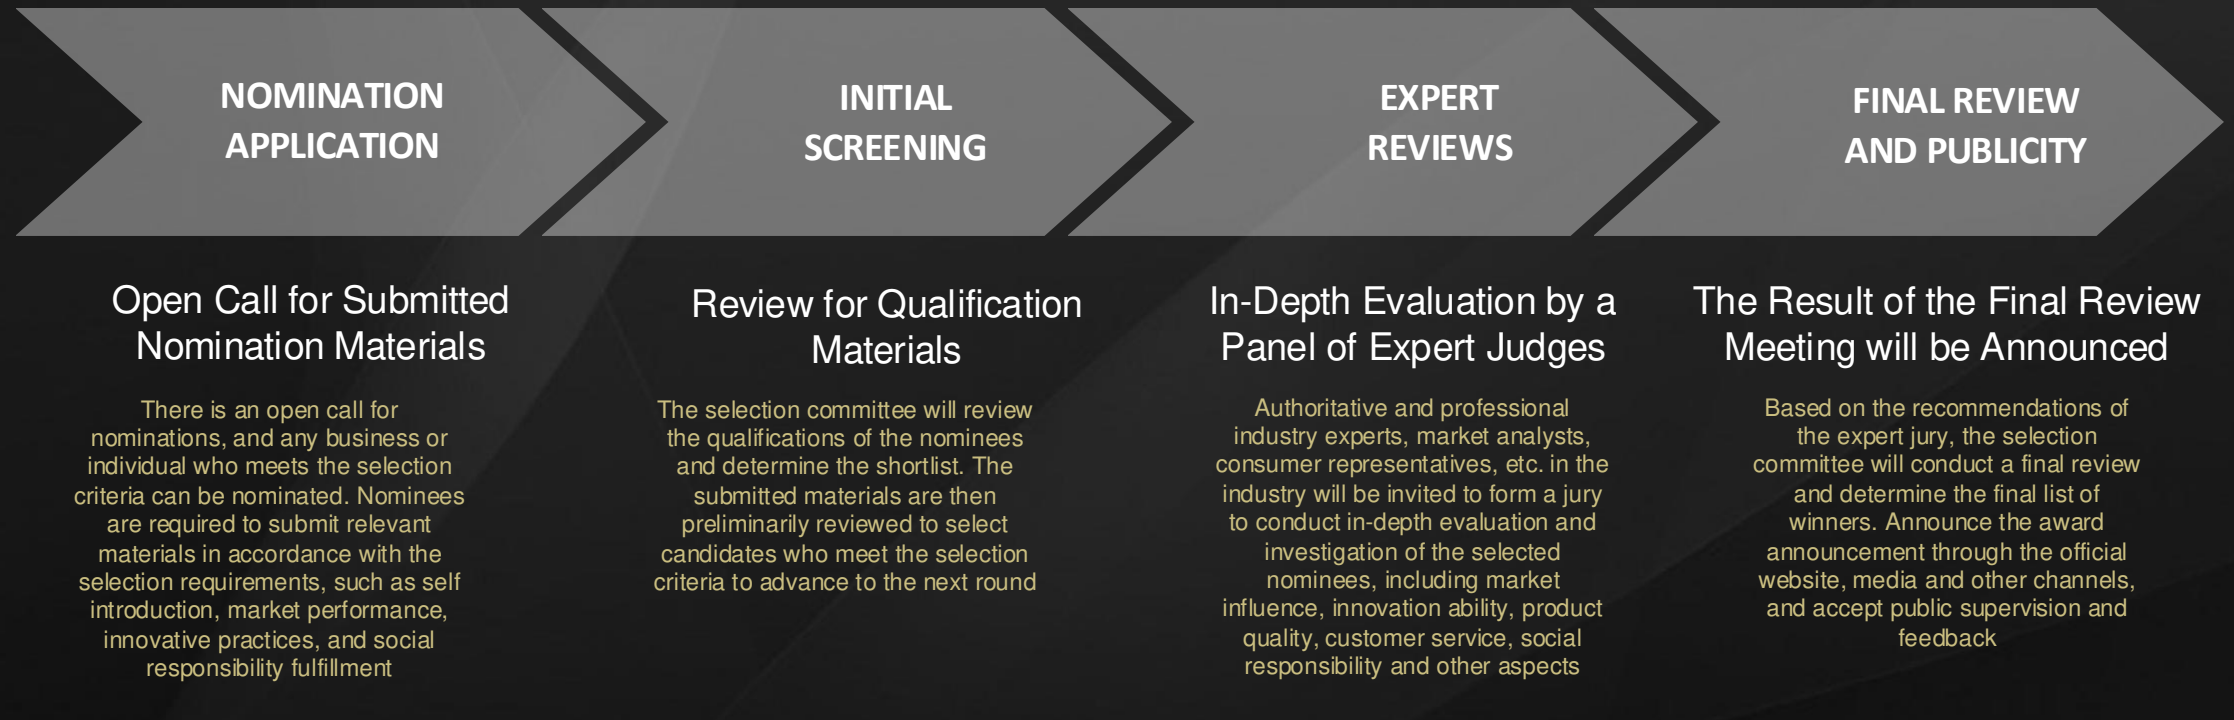 NOMINATION
APPLICATION
INITIAL
SCREENING
EXPERT
REVIEWS
FINAL REVIEW
AND PUBLICITY
Open Call for Submitted
Nomination Materials
There is an open call for
nominations, and any business or
individual who meets the selection
criteria can be nominated. Nominees
are required to submit relevant
materials in accordance with the
selection requirements, such as self
introduction, market performance,
innovative practices, and social
responsibility fulfillment
Review for Qualification
Materials
The selection committee will review
the qualifications of the nominees
and determine the shortlist. The
submitted materials are then
preliminarily reviewed to select
candidates who meet the selection
criteria to advance to the next round
In-Depth Evaluation by a
Panel of Expert Judges
Authoritative and professional
industry experts, market analysts,
consumer representatives, etc. in the
industry will be invited to form a jury
to conduct in-depth evaluation and
investigation of the selected
nominees, including market
influence, innovation ability, product
quality, customer service, social
responsibility and other aspects
The Result of the Final Review
Meeting will be Announced
Based on the recommendations of
the expert jury, the selection
committee will conduct a final review
and determine the final list of
winners. Announce the award
announcement through the official
website, media and other channels,
and accept public supervision and
feedback